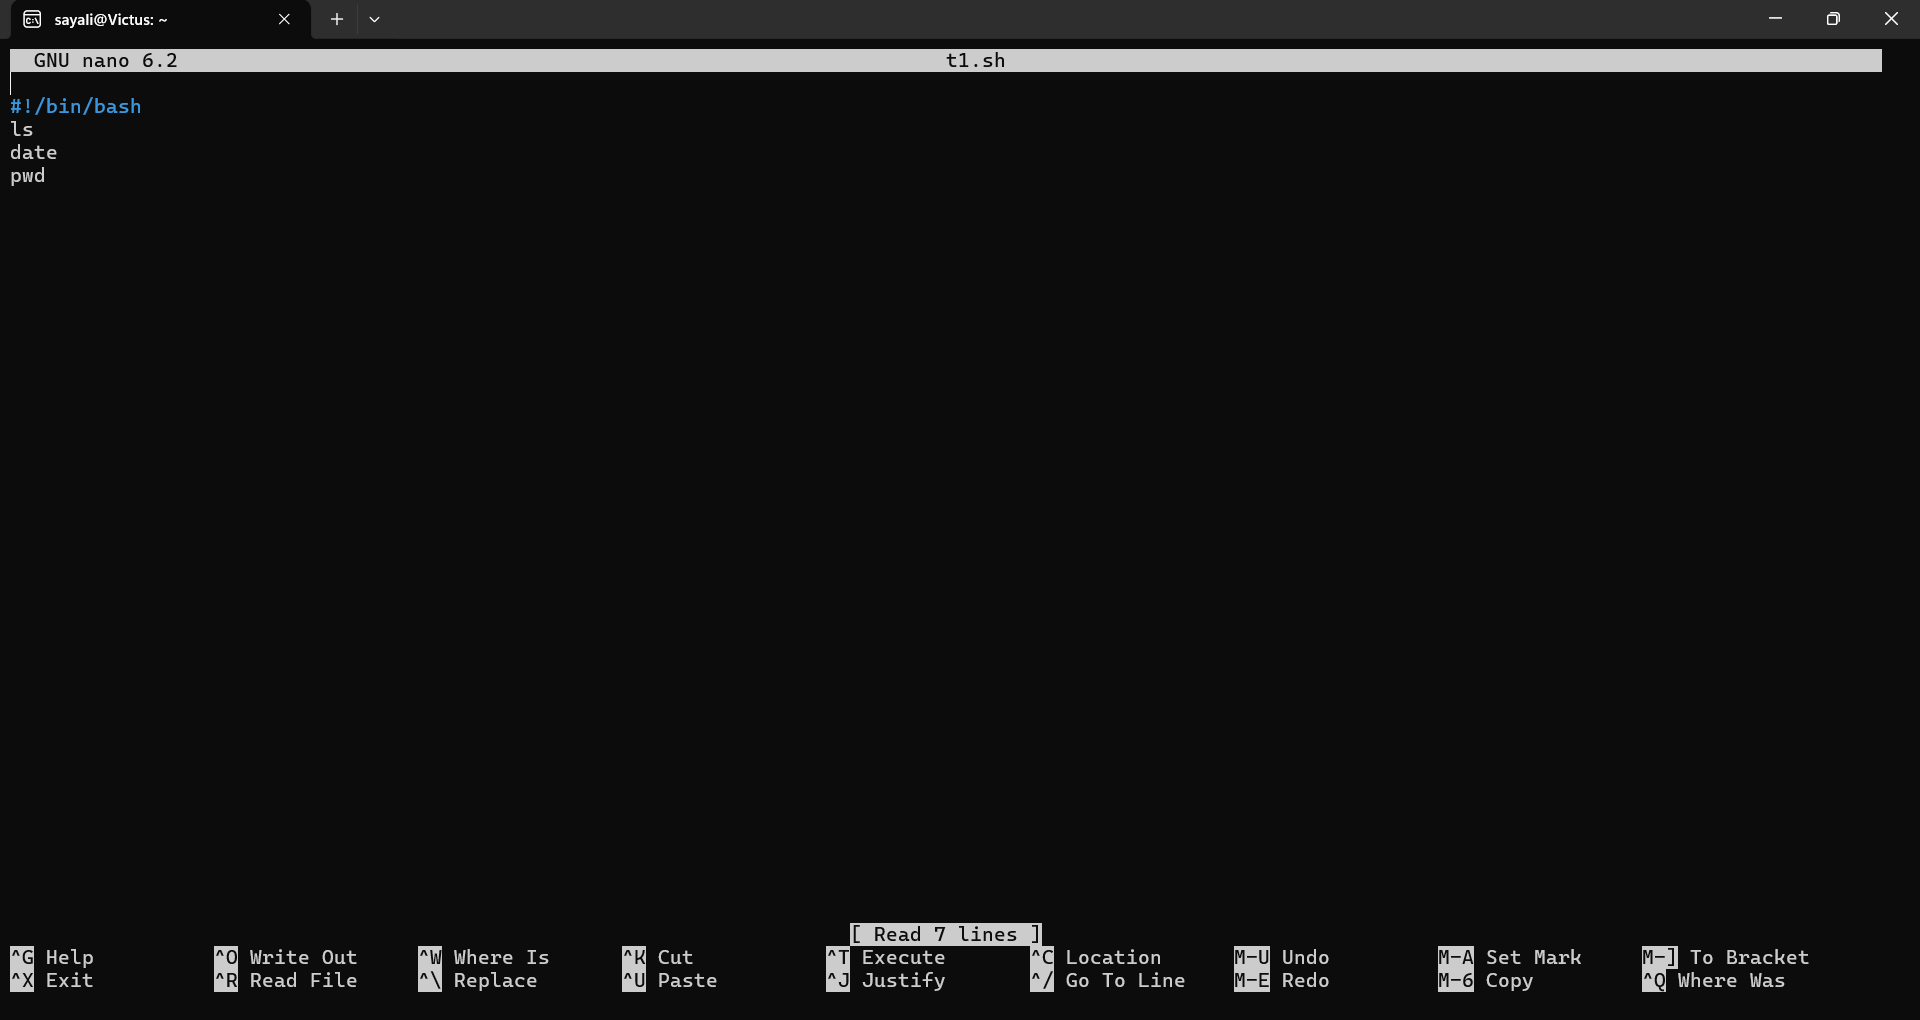 sayali@Victus: ~
GNU nano 6.2 t1.sh
#!/bin/bash
ls
date
pwd
[ Read 7 lines ]
^G Help ^O Write Out ^W Where Is ^K Cut ^T Execute ^C Location M-U Undo M-A Set Mark M-] To Bracket
^X Exit ^R Read File ^\ Replace ^U Paste ^J Justify ^/ Go To Line M-E Redo M-6 Copy ^Q Where Was